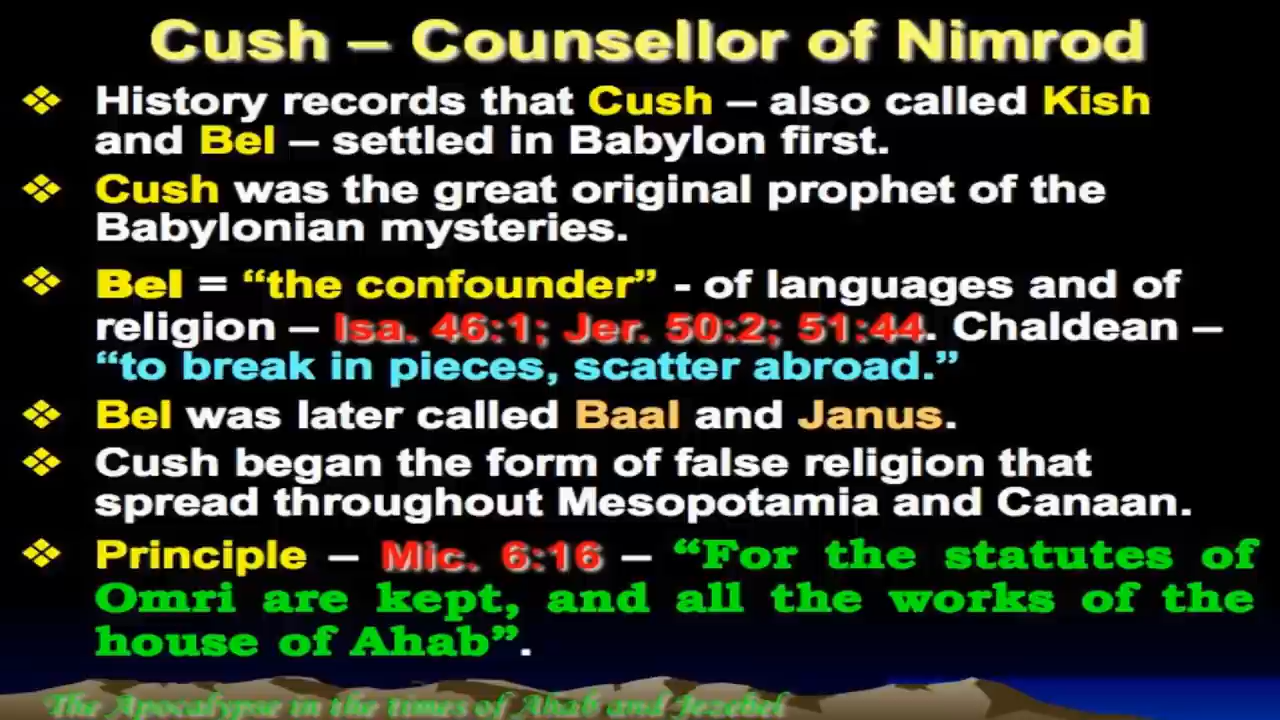 Cush – Counsellor of Nimrod
❖ History records that Cush – also called Kish
and Bel – settled in Babylon first.
❖ Cush was the great original prophet of the
Babylonian mysteries.
❖ Bel = “the confounder” - of languages and of
religion – Isa. 46:1; Jer. 50:2; 51:44. Chaldean –
“to break in pieces, scatter abroad.”
❖ Bel was later called Baal and Janus.
❖ Cush began the form of false religion that
spread throughout Mesopotamia and Canaan.
❖ Principle – Mic. 6:16 – “For the statutes of
Omri are kept, and all the works of the
house of Ahab”.
The Apocalypse in the times of Ahab and Jezebel